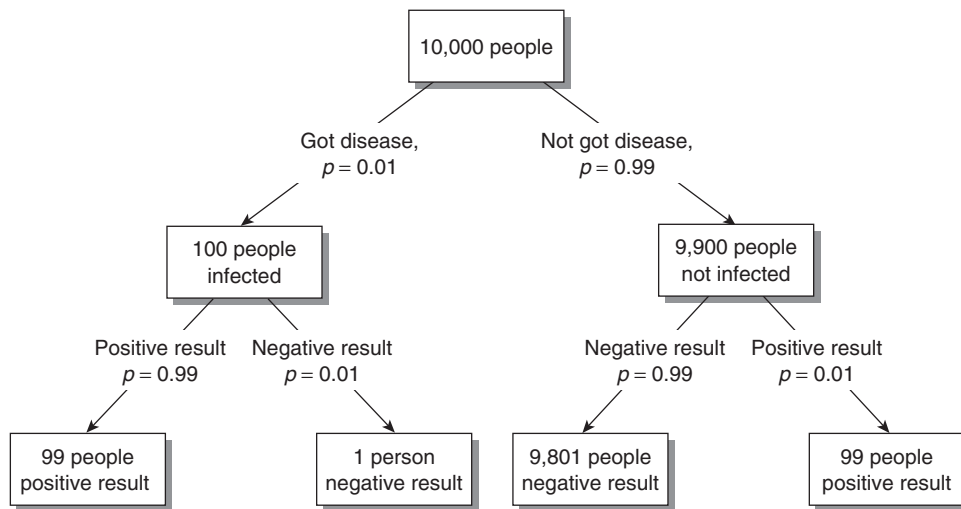 10,000 people
Got disease,
p = 0.01
Not got disease,
p = 0.99
100 people
infected
9,900 people
not infected
Positive result
p = 0.99
Negative result
p = 0.01
Negative result
p = 0.99
Positive result
p = 0.01
99 people
positive result
1 person
negative result
9,801 people
negative result
99 people
positive result